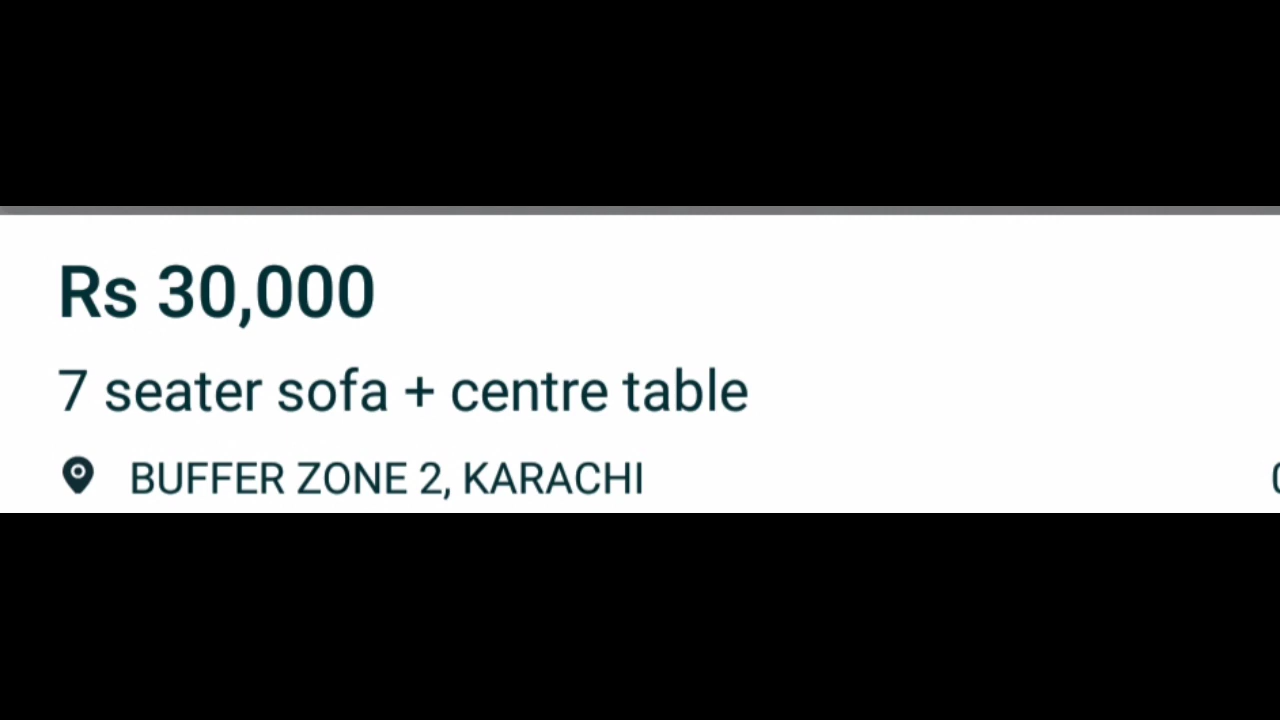 Rs 30,000
7 seater sofa + centre table
BUFFER ZONE 2, KARACHI